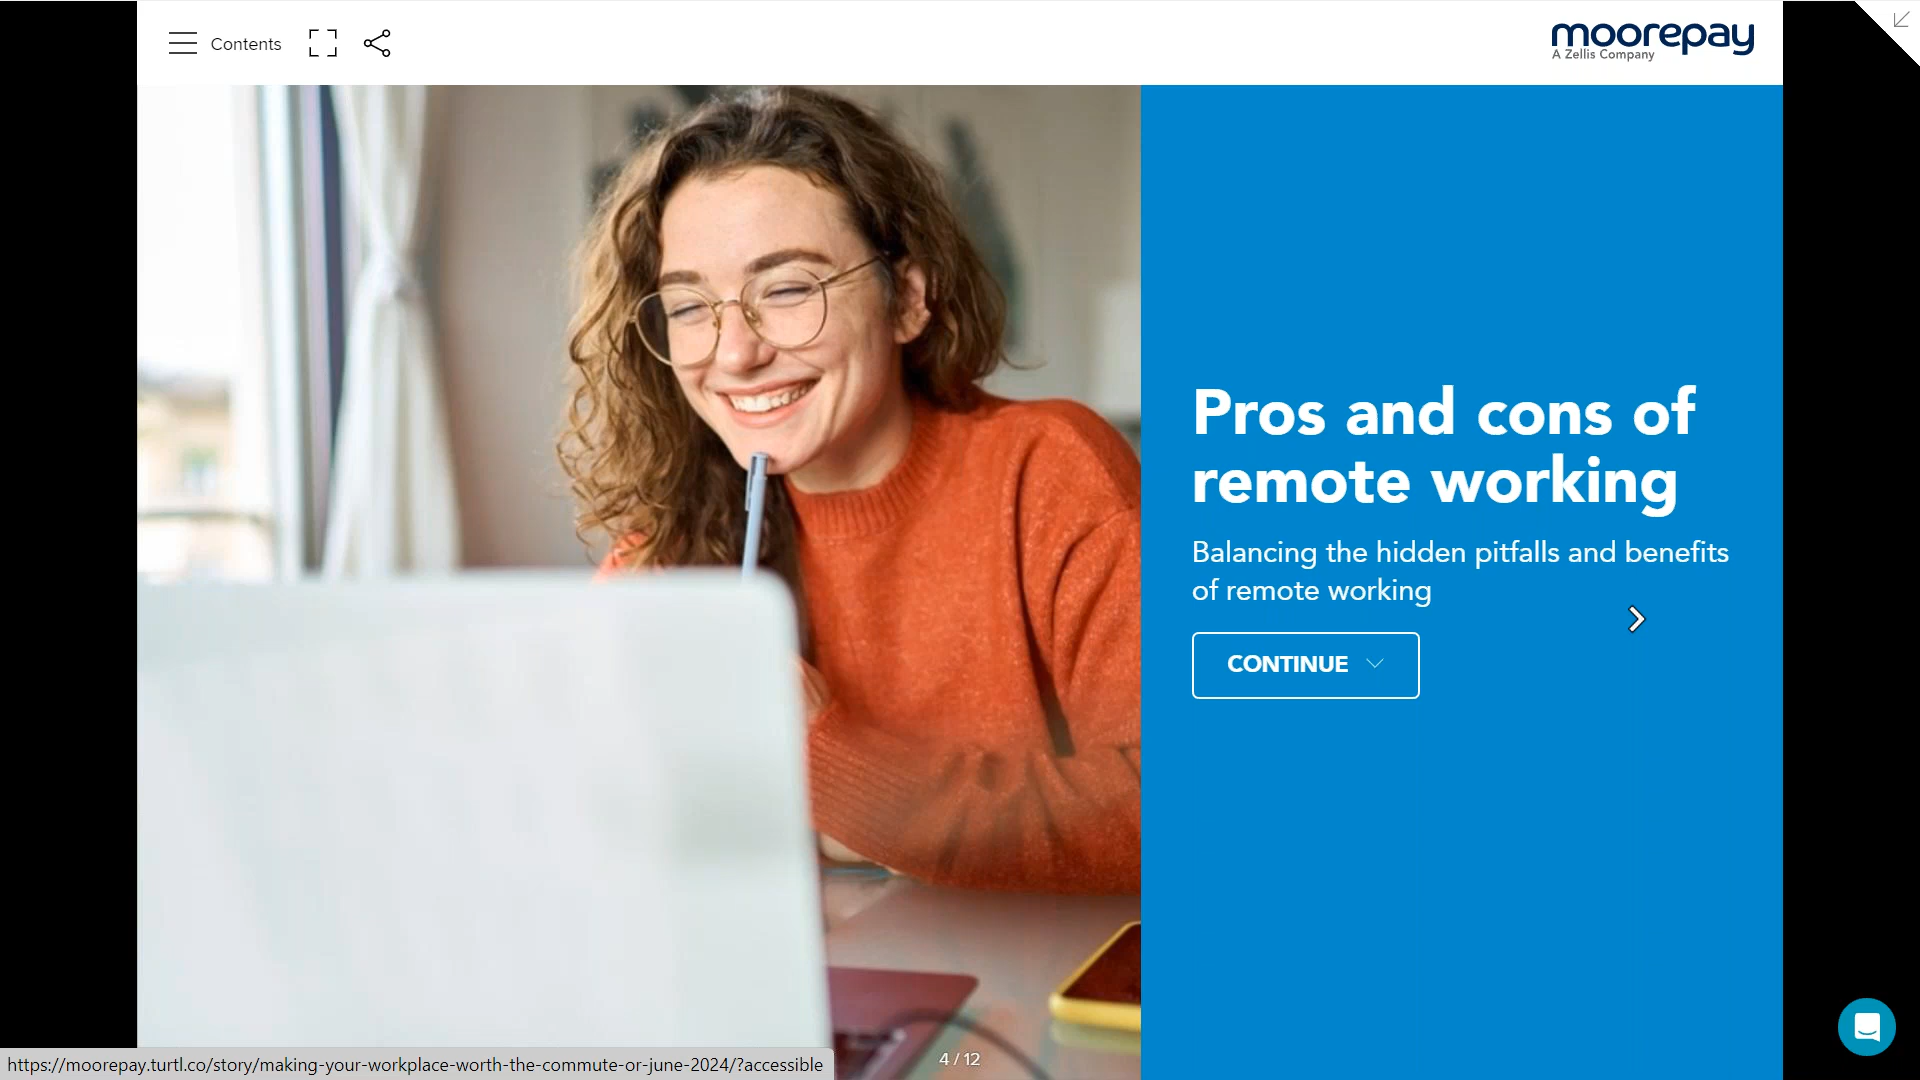 Contents
moorepay
A Zellis Company
Pros and cons of
remote working
Balancing the hidden pitfalls and benefits
of remote working
CONTINUE
4 / 12
https://moorepay.turtl.co/story/making-your-workplace-worth-the-commute-or-june-2024/?accessible